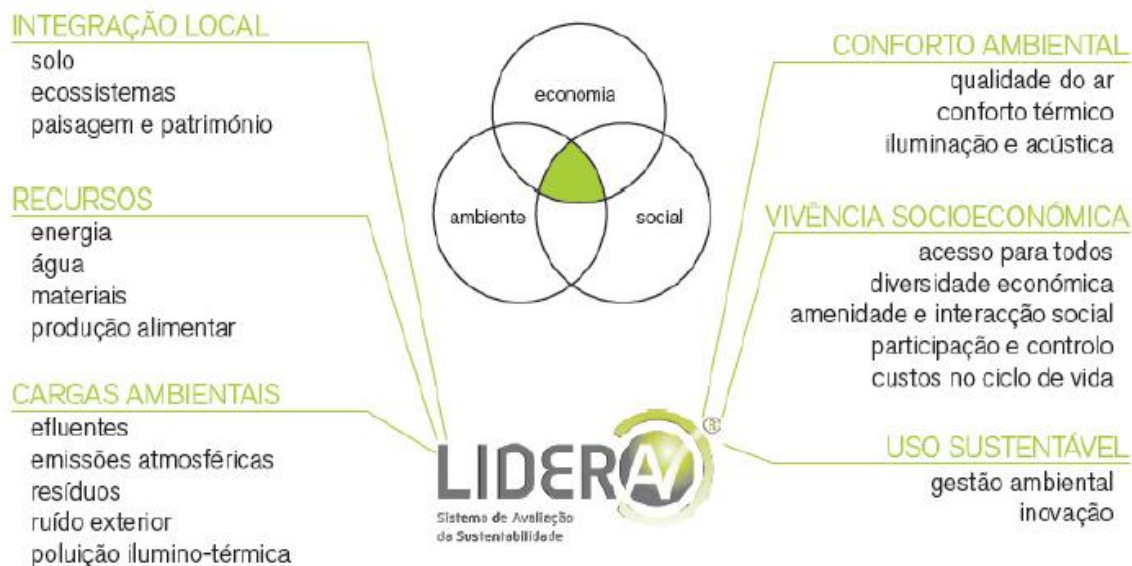 INTEGRAÇÃO LOCAL
solo
ecossistemas
paisagem e património
RECURSOS
energia
água
materiais
produção alimentar
CARGAS AMBIENTAIS
efluentes
emissões atmosféricas
resíduos
ruído exterior
poluição ilumino-térmica
economia
ambiente
social
LIDERA®
Sistema de Avaliação
da Sustentabilidade
CONFORTO AMBIENTAL
qualidade do ar
conforto térmico
iluminação e acústica
VIVÊNCIA SOCIOECONÓMICA
acesso para todos
diversidade económica
amenidade e interacção social
participação e controlo
custos no ciclo de vida
USO SUSTENTÁVEL
gestão ambiental
inovação